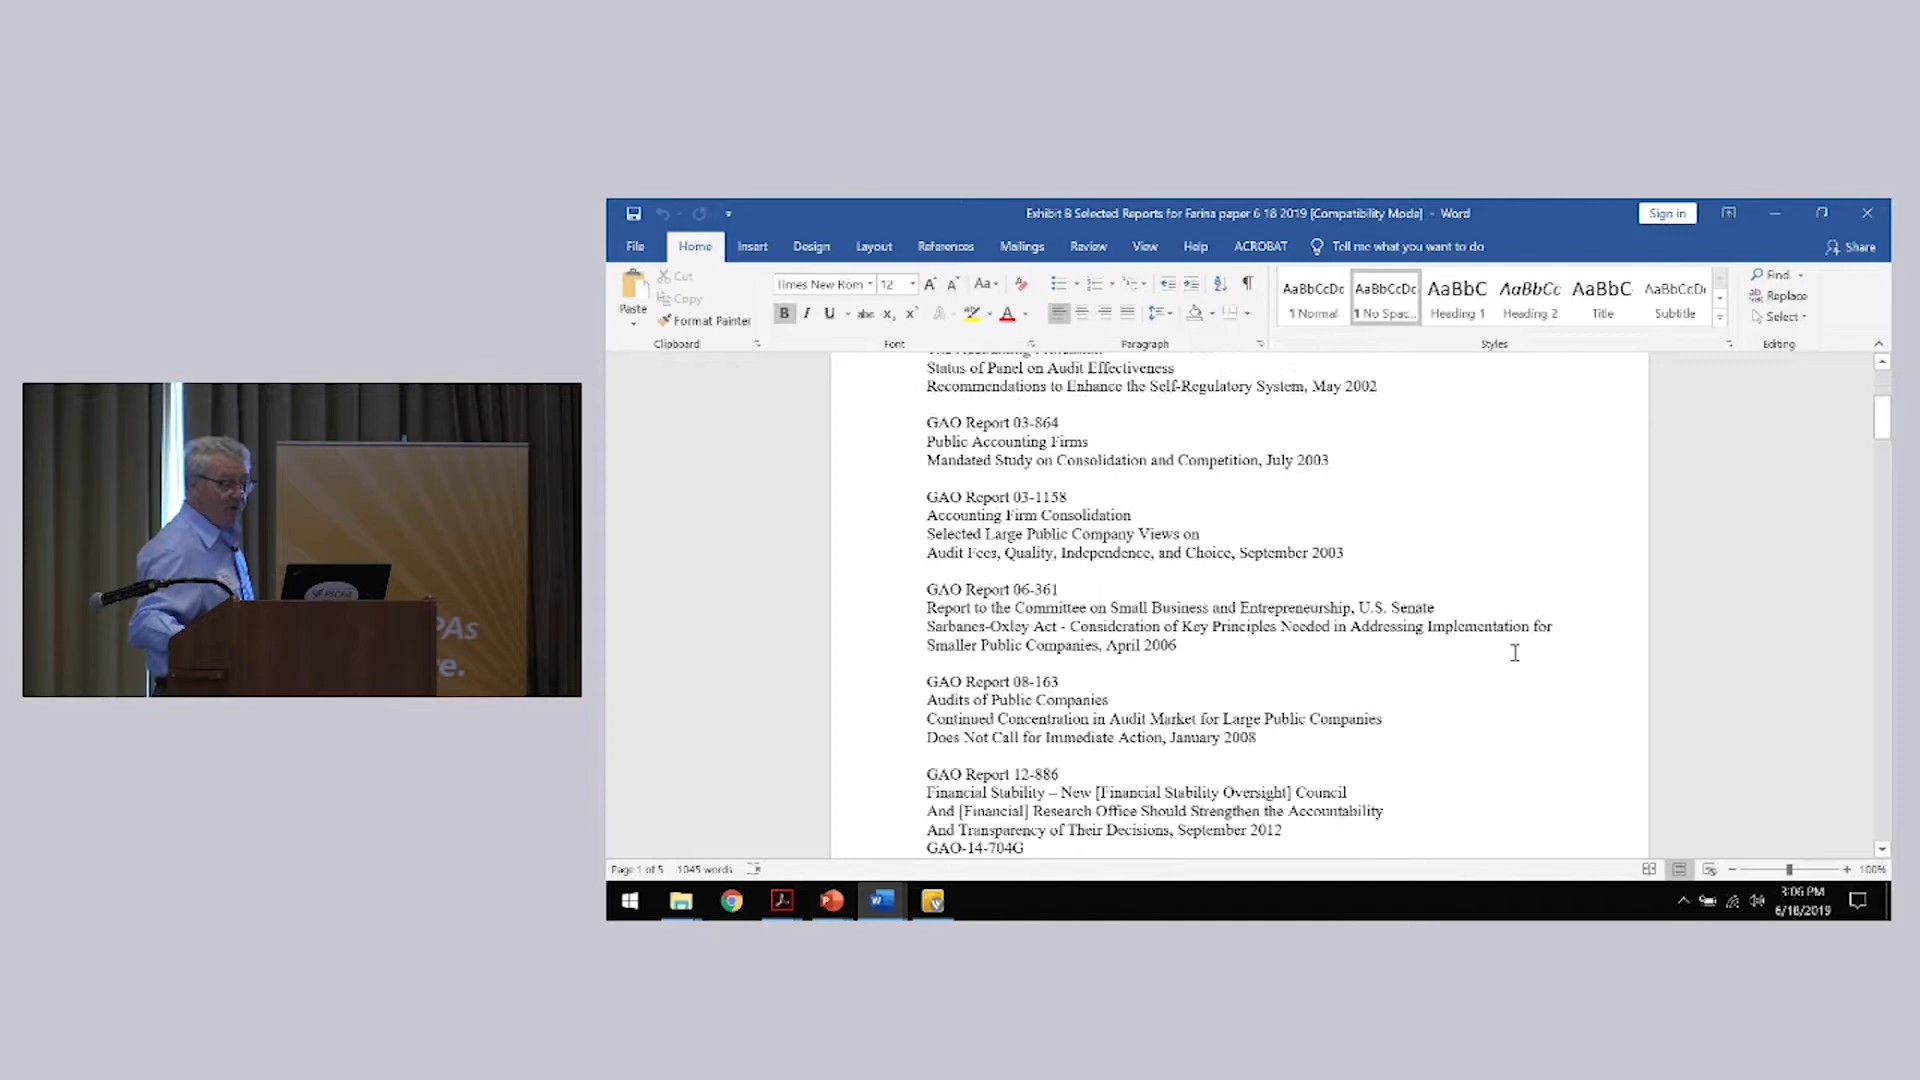 Exhibit B Selected Reports for Farina paper 6 18 2019 [Compatibility Mode] - Word
Sign in
File Home Insert Design Layout References Mailings Review View Help ACROBAT Tell me what you want to do Share
Paste
Cut
Copy
Format Painter
Clipboard
Times New Rom 12
Font
Paragraph
AaBbCcDc AaBbCcDc AaBbC AaBbCc AaBbC AaBbCcD
¶ Normal ¶ No Spac... Heading 1 Heading 2 Title Subtitle
Styles
Find
Replace
Select
Editing
Status of Panel on Audit Effectiveness
Recommendations to Enhance the Self-Regulatory System, May 2002
GAO Report 03-864
Public Accounting Firms
Mandated Study on Consolidation and Competition, July 2003
GAO Report 03-1158
Accounting Firm Consolidation
Selected Large Public Company Views on
Audit Fees, Quality, Independence, and Choice, September 2003
GAO Report 06-361
Report to the Committee on Small Business and Entrepreneurship, U.S. Senate
Sarbanes-Oxley Act - Consideration of Key Principles Needed in Addressing Implementation for
Smaller Public Companies, April 2006
GAO Report 08-163
Audits of Public Companies
Continued Concentration in Audit Market for Large Public Companies
Does Not Call for Immediate Action, January 2008
GAO Report 12-886
Financial Stability – New [Financial Stability Oversight] Council
And [Financial] Research Office Should Strengthen the Accountability
And Transparency of Their Decisions, September 2012
GAO-14-704G
Page 1 of 5 1045 words
100%
3:06 PM
6/18/2019
PICPA
PAs
e.